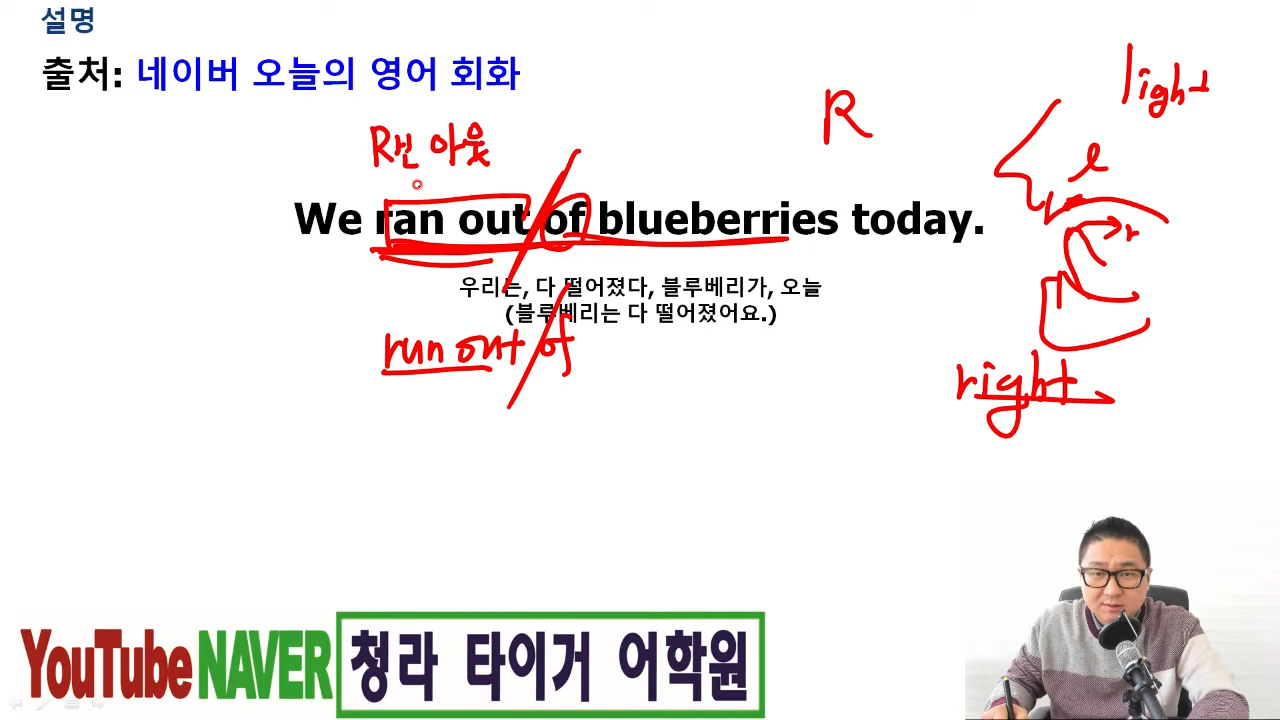 설명
출처: 네이버 오늘의 영어 회화
light
R
R런 아웃
l
We ran out of blueberries today.
r
우리는, 다 떨어졌다, 블루베리가, 오늘
(블루베리는 다 떨어졌어요.)
run out of
right
YouTube NAVER 청라 타이거 어학원